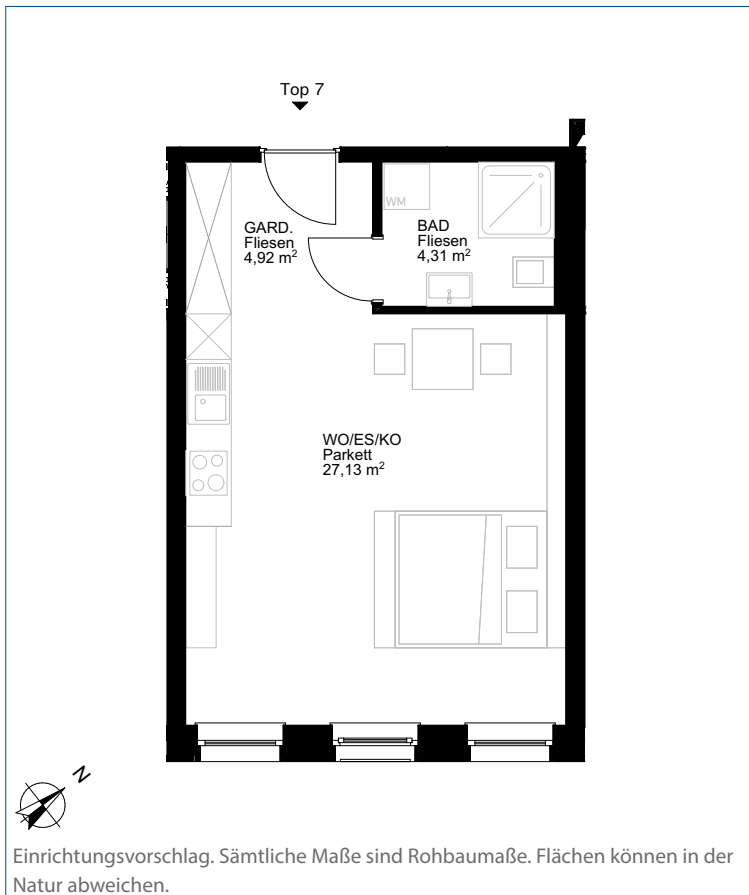 Top 7
WM
GARD.
Fliesen
4,92 m²
BAD
Fliesen
4,31 m²
WO/ES/KO
Parkett
27,13 m²
N
Einrichtungsvorschlag. Sämtliche Maße sind Rohbaumaße. Flächen können in der
Natur abweichen.